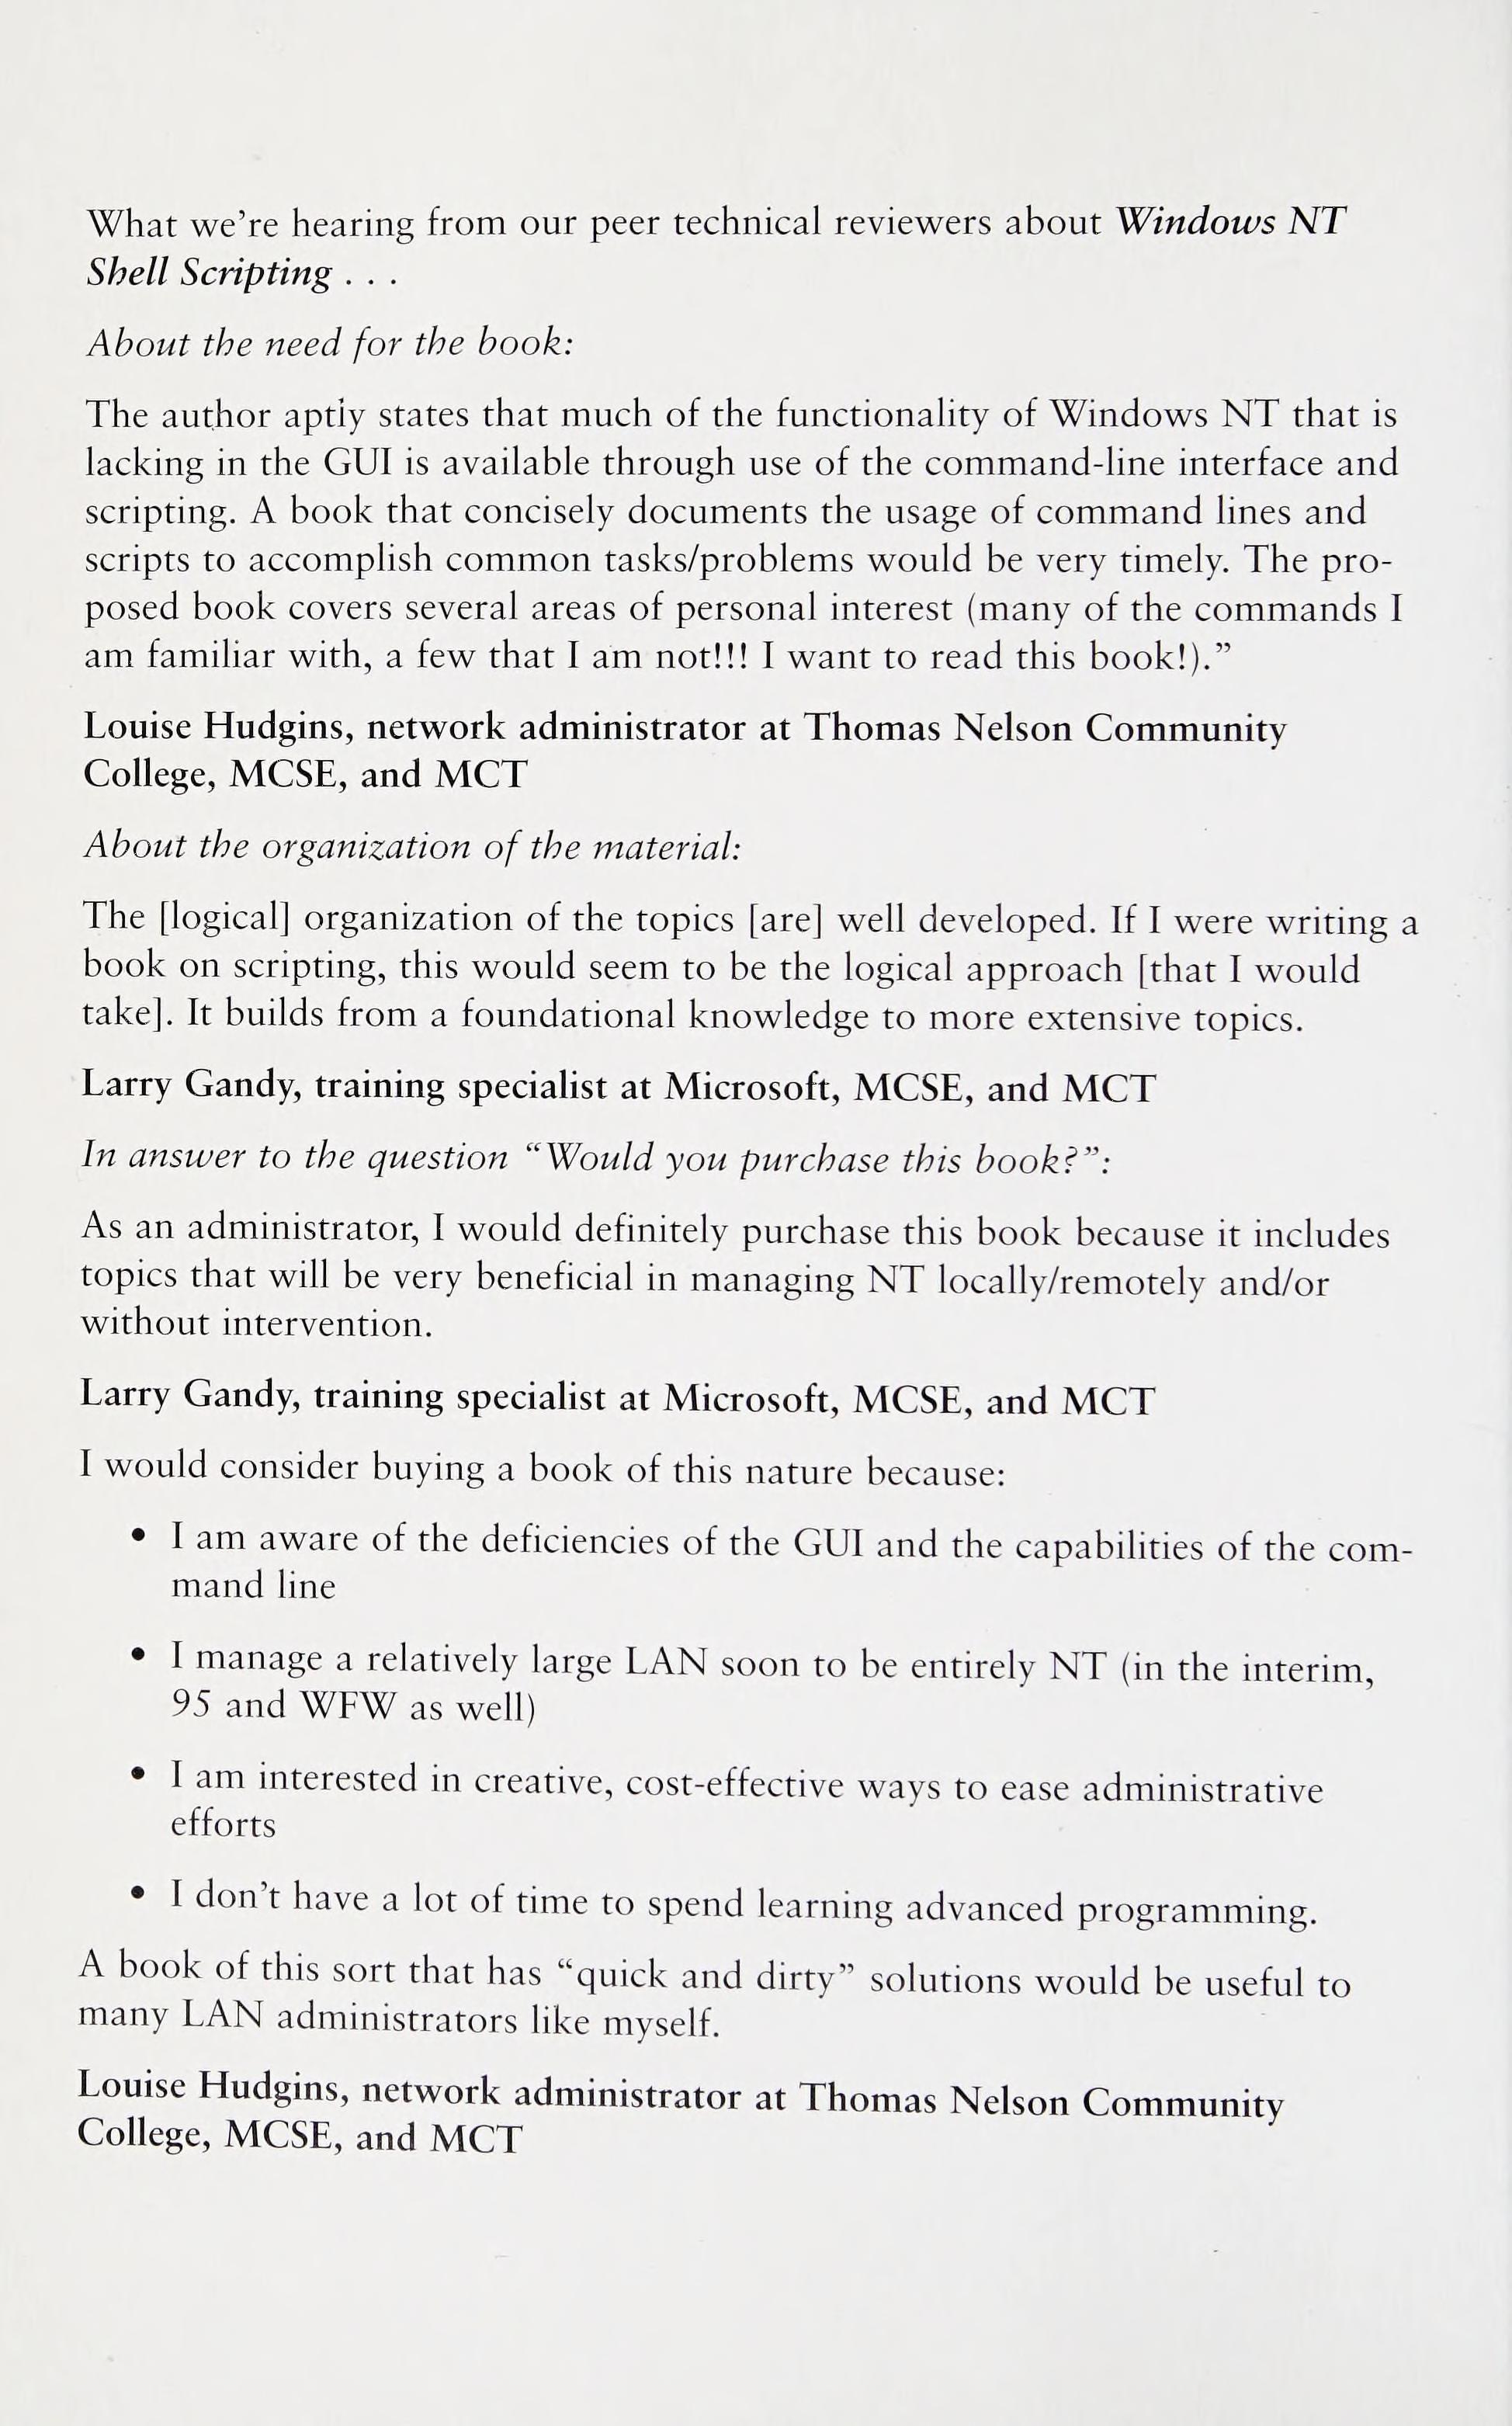 What we’re hearing from our peer technical reviewers about Windows NT
Shell Scripting . . .
About the need for the book:
The author aptly states that much of the functionality of Windows NT that is
lacking in the GUI is available through use of the command-line interface and
scripting. A book that concisely documents the usage of command lines and
scripts to accomplish common tasks/problems would be very timely. The pro-
posed book covers several areas of personal interest (many of the commands I
am familiar with, a few that I am not!!! I want to read this book!).”
Louise Hudgins, network administrator at Thomas Nelson Community
College, MCSE, and MCT
About the organization of the material:
The [logical] organization of the topics [are] well developed. If I were writing a
book on scripting, this would seem to be the logical approach [that I would
take]. It builds from a foundational knowledge to more extensive topics.
Larry Gandy, training specialist at Microsoft, MCSE, and MCT
In answer to the question “Would you purchase this book?”:
As an administrator, I would definitely purchase this book because it includes
topics that will be very beneficial in managing NT locally/remotely and/or
without intervention.
Larry Gandy, training specialist at Microsoft, MCSE, and MCT
I would consider buying a book of this nature because:
• I am aware of the deficiencies of the GUI and the capabilities of the com-
mand line
• I manage a relatively large LAN soon to be entirely NT (in the interim,
95 and WFW as well)
• I am interested in creative, cost-effective ways to ease administrative
efforts
• I don’t have a lot of time to spend learning advanced programming.
A book of this sort that has “quick and dirty” solutions would be useful to
many LAN administrators like myself.
Louise Hudgins, network administrator at Thomas Nelson Community
College, MCSE, and MCT